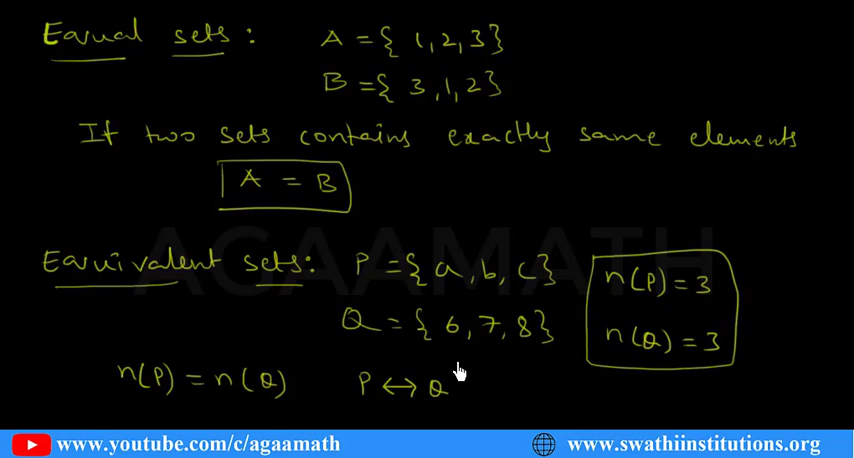 Equal sets : A = { 1, 2, 3 }
B = { 3, 1, 2 }
If two sets contains exactly same elements
A = B
AGAAMATH
Equivalent sets : P = { a, b, c }
n(P) = 3
Q = { 6, 7, 8 }
n(Q) = 3
n(P) = n(Q) P ↔ Q
www.youtube.com/c/agaamath www.swathiinstitutions.org